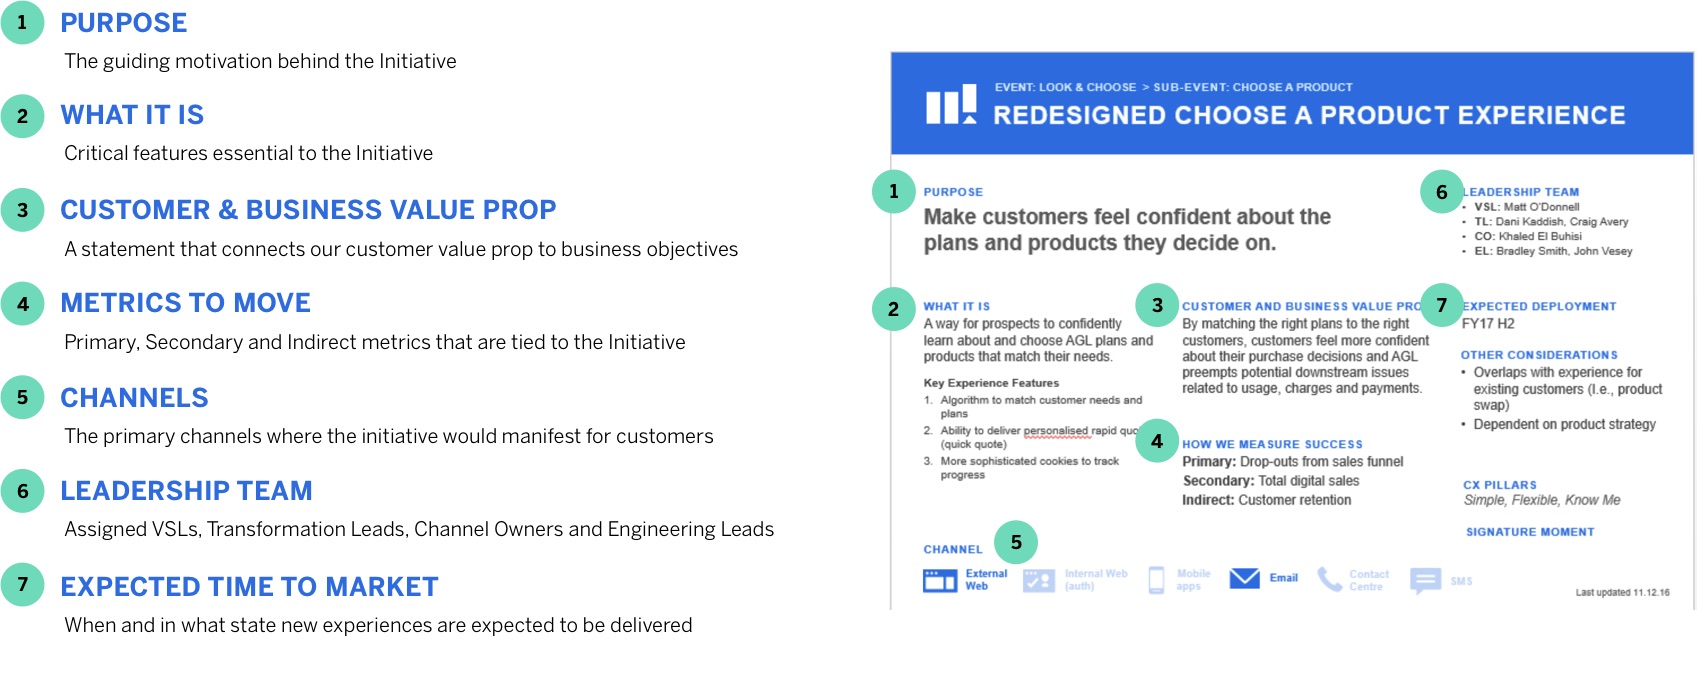 1 PURPOSE
The guiding motivation behind the Initiative
2 WHAT IT IS
Critical features essential to the Initiative
3 CUSTOMER & BUSINESS VALUE PROP
A statement that connects our customer value prop to business objectives
4 METRICS TO MOVE
Primary, Secondary and Indirect metrics that are tied to the Initiative
5 CHANNELS
The primary channels where the initiative would manifest for customers
6 LEADERSHIP TEAM
Assigned VSLs, Transformation Leads, Channel Owners and Engineering Leads
7 EXPECTED TIME TO MARKET
When and in what state new experiences are expected to be delivered
EVENT: LOOK & CHOOSE > SUB-EVENT: CHOOSE A PRODUCT
REDESIGNED CHOOSE A PRODUCT EXPERIENCE
1 PURPOSE
Make customers feel confident about the
plans and products they decide on.
6 LEADERSHIP TEAM
• VSL: Matt O'Donnell
• TL: Dani Kaddish, Craig Avery
• CO: Khaled El Buhisi
• EL: Bradley Smith, John Vesey
2 WHAT IT IS
A way for prospects to confidently
learn about and choose AGL plans and
products that match their needs.
Key Experience Features
1. Algorithm to match customer needs and
plans
2. Ability to deliver personalised rapid quo
(quick quote)
3. More sophisticated cookies to track
progress
3 CUSTOMER AND BUSINESS VALUE PRO
By matching the right plans to the right
customers, customers feel more confident
about their purchase decisions and AGL
preempts potential downstream issues
related to usage, charges and payments.
4 HOW WE MEASURE SUCCESS
Primary: Drop-outs from sales funnel
Secondary: Total digital sales
Indirect: Customer retention
7 EXPECTED DEPLOYMENT
FY17 H2
OTHER CONSIDERATIONS
• Overlaps with experience for
existing customers (I.e., product
swap)
• Dependent on product strategy
CX PILLARS
Simple, Flexible, Know Me
SIGNATURE MOMENT
CHANNEL 5
External
Web
Internal Web
(auth)
Mobile
apps
Email
Contact
Centre
SMS
Last updated 11.12.16